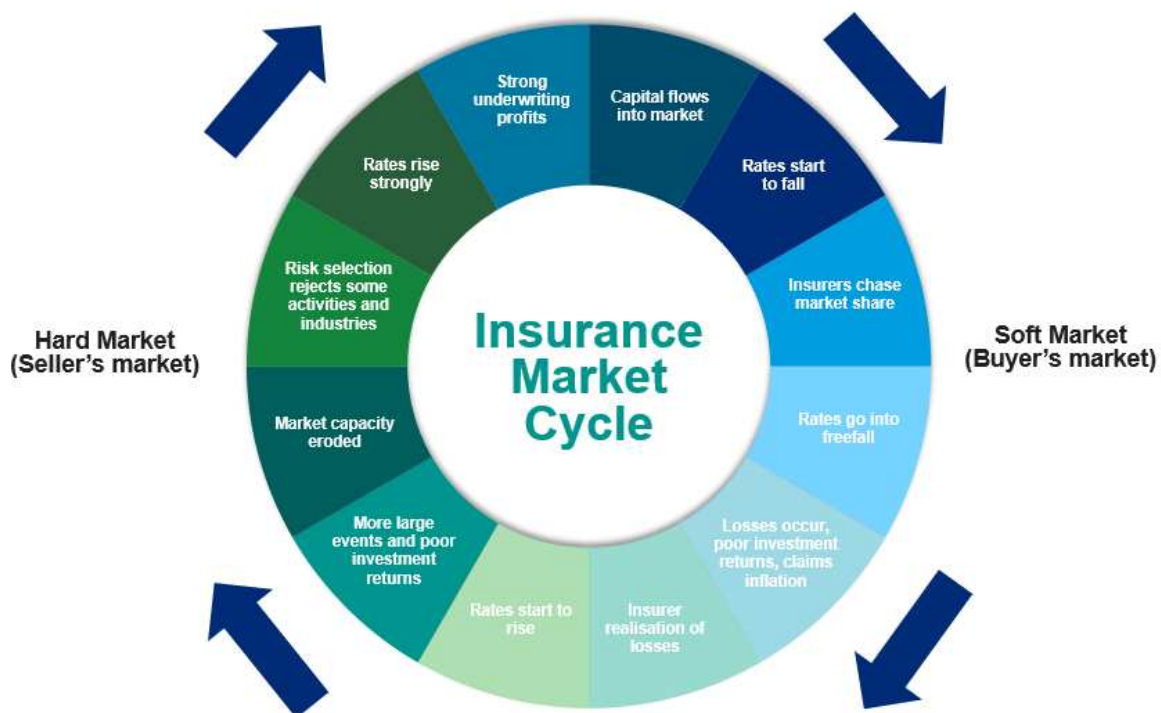 Strong
underwriting
profits
Capital flows
into market
Rates start
to fall
Insurers chase
market share
Rates go into
freefall
Losses occur,
poor investment
returns, claims
inflation
Insurer
realisation of
losses
Rates start to
rise
More large
events and poor
investment
returns
Market capacity
eroded
Risk selection
rejects some
activities and
industries
Rates rise
strongly
Insurance
Market
Cycle
Hard Market
(Seller’s market)
Soft Market
(Buyer’s market)